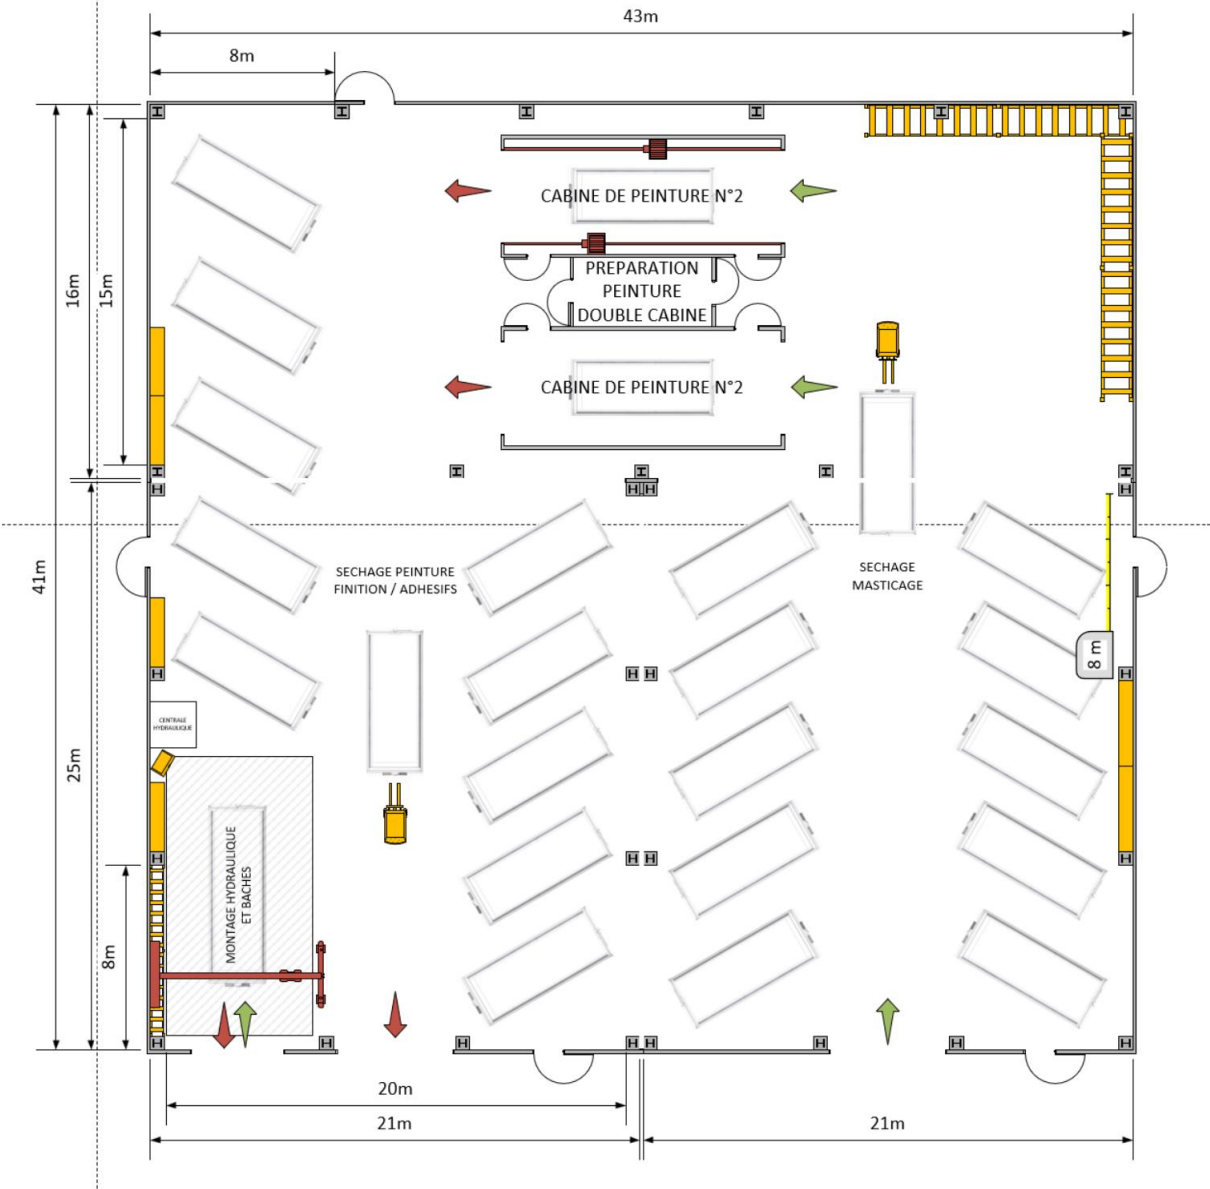 43m
8m
CABINE DE PEINTURE N°2
PREPARATION
PEINTURE
DOUBLE CABINE
16m
15m
CABINE DE PEINTURE N°2
41m
SECHAGE PEINTURE
FINITION / ADHESIFS
SECHAGE
MASTICAGE
8 m
CENTRALE
HYDRAULIQUE
25m
MONTAGE HYDRAULIQUE
ET BACHES
8m
20m
21m
21m